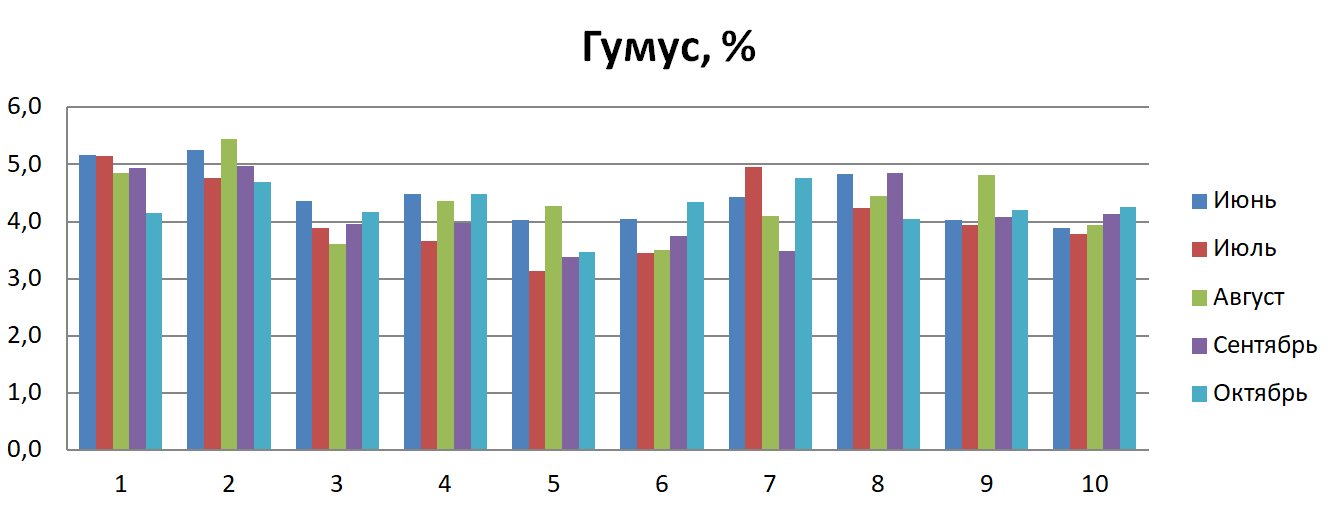 Гумус, %
6,0
5,0
4,0
3,0
2,0
1,0
0,0
1 2 3 4 5 6 7 8 9 10
Июнь
Июль
Август
Сентябрь
Октябрь